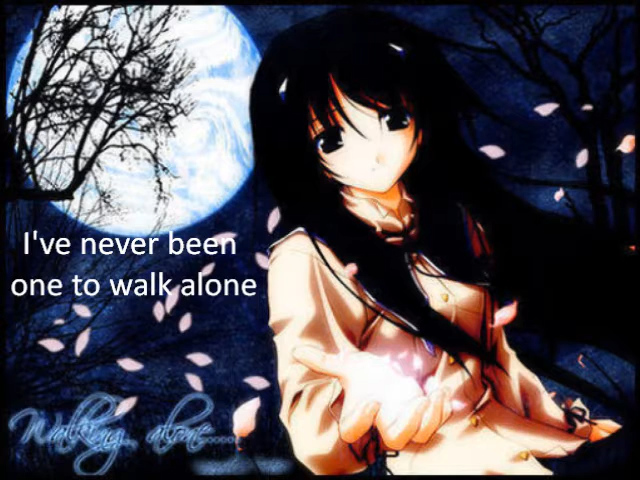 I've never been
one to walk alone
Walking.. alone......